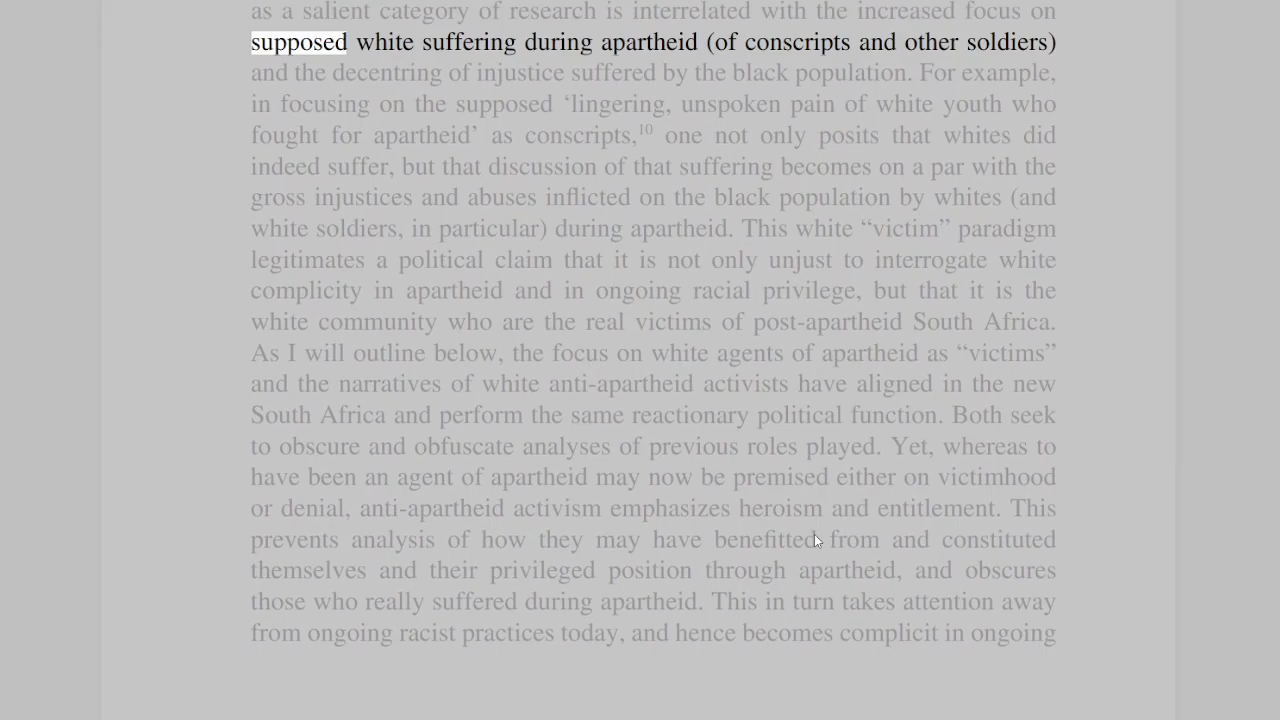 as a salient category of research is interrelated with the increased focus on
supposed white suffering during apartheid (of conscripts and other soldiers)
and the decentring of injustice suffered by the black population. For example,
in focusing on the supposed ‘lingering, unspoken pain of white youth who
fought for apartheid’ as conscripts,¹⁰ one not only posits that whites did
indeed suffer, but that discussion of that suffering becomes on a par with the
gross injustices and abuses inflicted on the black population by whites (and
white soldiers, in particular) during apartheid. This white “victim” paradigm
legitimates a political claim that it is not only unjust to interrogate white
complicity in apartheid and in ongoing racial privilege, but that it is the
white community who are the real victims of post-apartheid South Africa.
As I will outline below, the focus on white agents of apartheid as “victims”
and the narratives of white anti-apartheid activists have aligned in the new
South Africa and perform the same reactionary political function. Both seek
to obscure and obfuscate analyses of previous roles played. Yet, whereas to
have been an agent of apartheid may now be premised either on victimhood
or denial, anti-apartheid activism emphasizes heroism and entitlement. This
prevents analysis of how they may have benefitted from and constituted
themselves and their privileged position through apartheid, and obscures
those who really suffered during apartheid. This in turn takes attention away
from ongoing racist practices today, and hence becomes complicit in ongoing